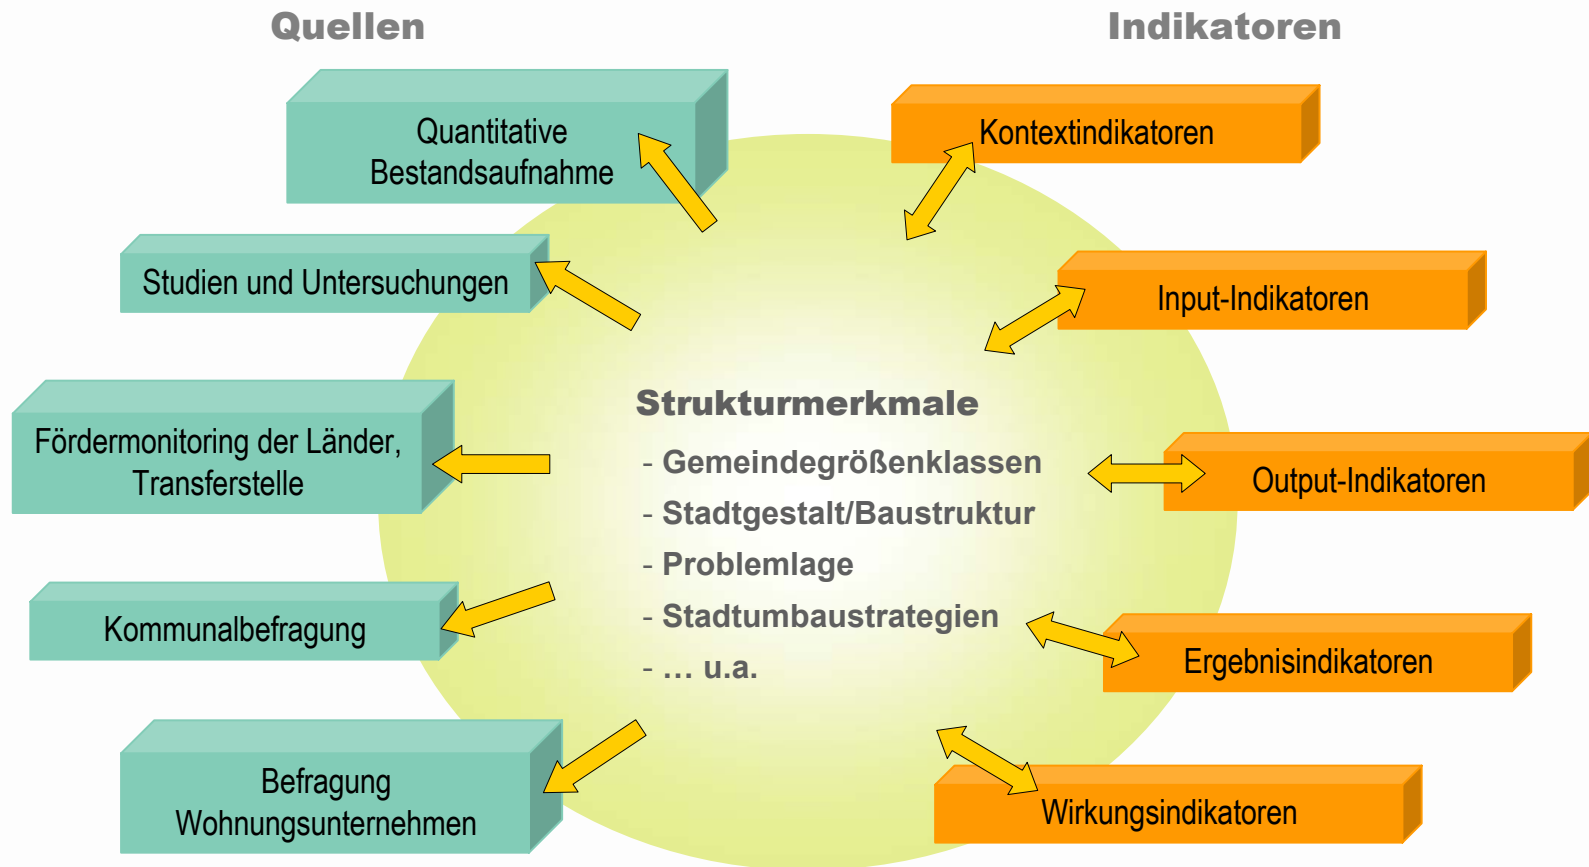 Quellen
Quantitative
Bestandsaufnahme
Studien und Untersuchungen
Fördermonitoring der Länder,
Transferstelle
Kommunalbefragung
Befragung
Wohnungsunternehmen
Strukturmerkmale
- Gemeindegrößenklassen
- Stadtgestalt/Baustruktur
- Problemlage
- Stadtumbaustrategien
- … u.a.
Indikatoren
Kontextindikatoren
Input-Indikatoren
Output-Indikatoren
Ergebnisindikatoren
Wirkungsindikatoren